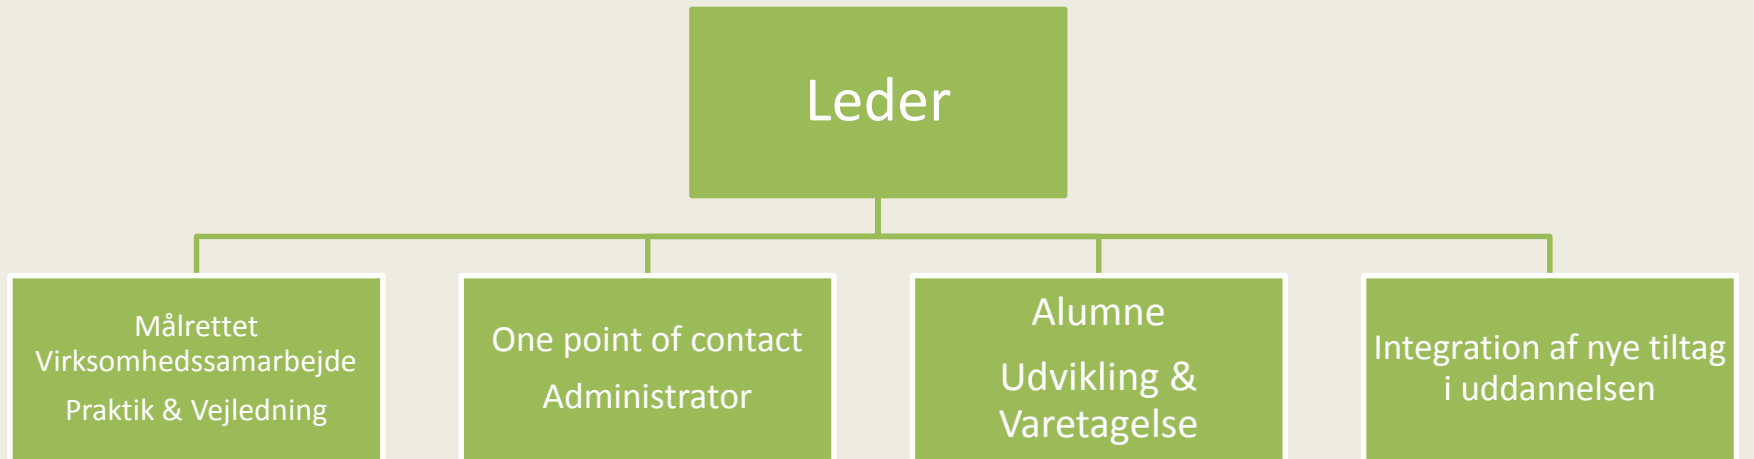 Leder
Målrettet
Virksomhedssamarbejde
Praktik & Vejledning
One point of contact
Administrator
Alumne
Udvikling &
Varetagelse
Integration af nye tiltag
i uddannelsen